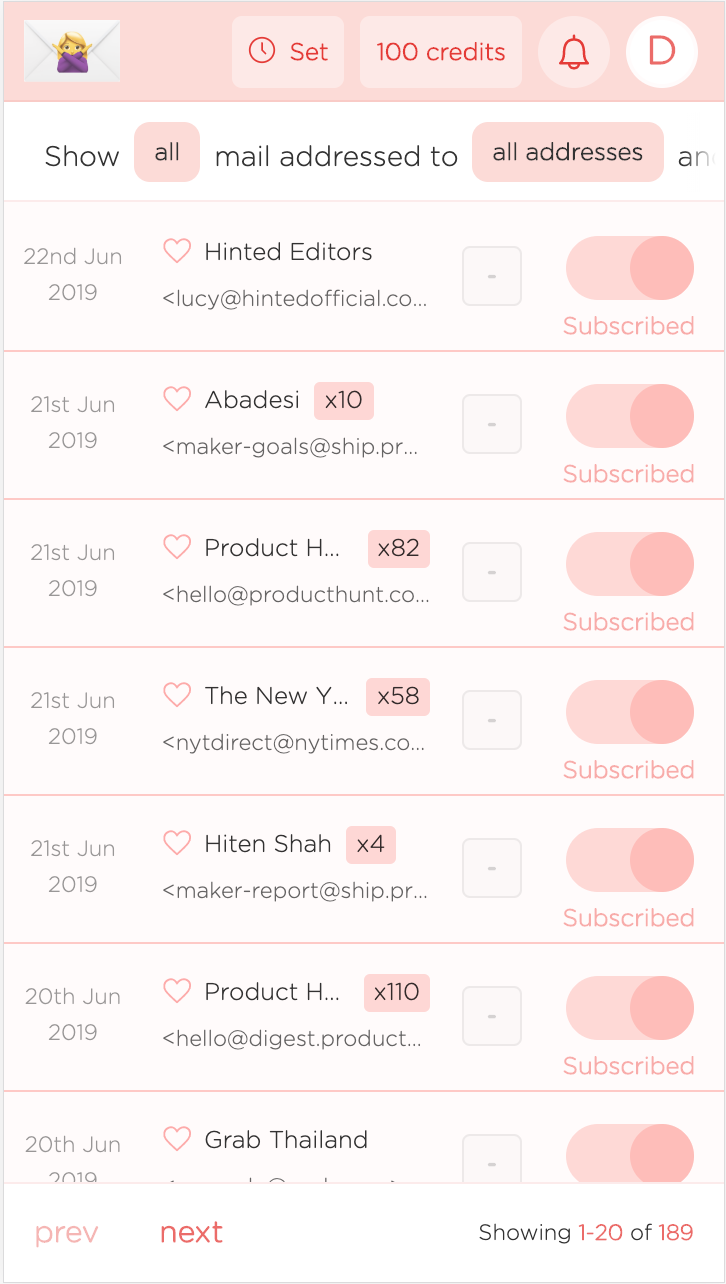 Set 100 credits D
Show all mail addressed to all addresses
22nd Jun 2019
Hinted Editors
<lucy@hintedofficial.co...
-
Subscribed
21st Jun 2019
Abadesi x10
<maker-goals@ship.pr...
-
Subscribed
21st Jun 2019
Product H... x82
<hello@producthunt.co...
-
Subscribed
21st Jun 2019
The New Y... x58
<nytdirect@nytimes.co...
-
Subscribed
21st Jun 2019
Hiten Shah x4
<maker-report@ship.pr...
-
Subscribed
20th Jun 2019
Product H... x110
<hello@digest.product...
-
Subscribed
20th Jun 2019
Grab Thailand
-
prev next Showing 1-20 of 189